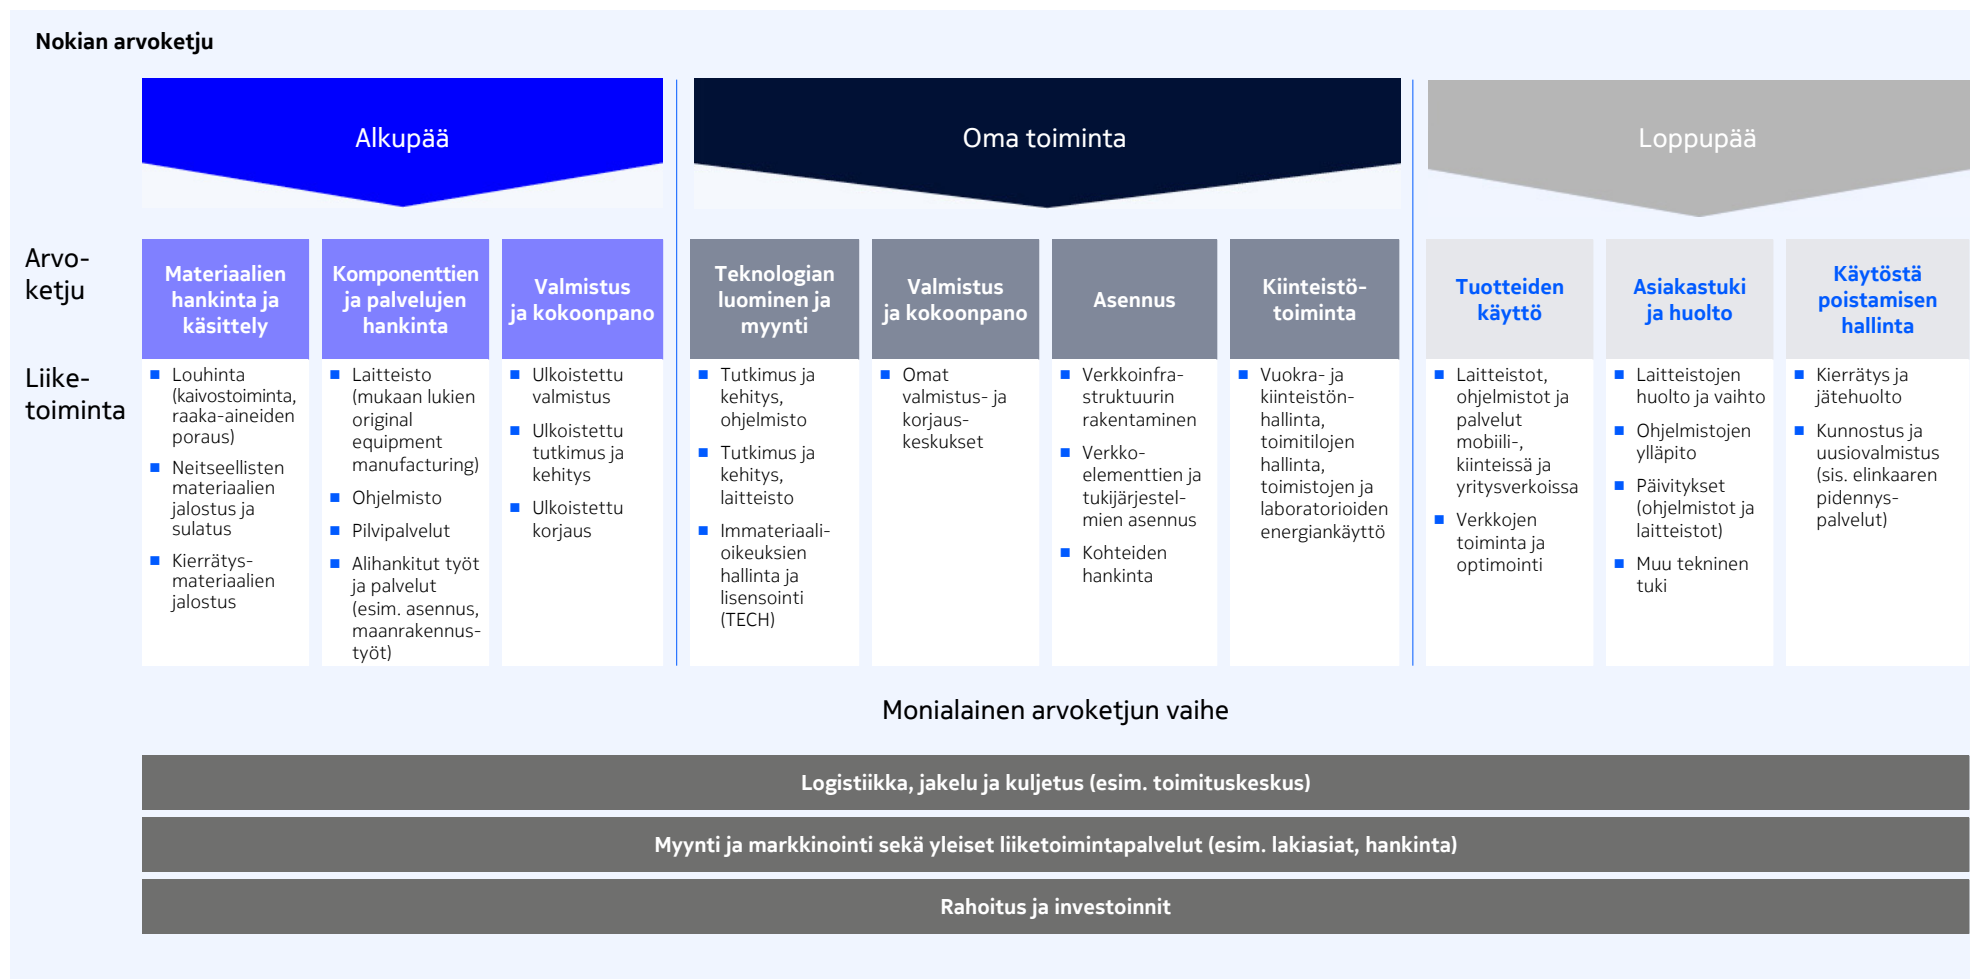 Nokian arvoketju
Alkupää
Oma toiminta
Loppupää
Arvo-
ketju
Materiaalien
hankinta ja
käsittely
Komponenttien
ja palvelujen
hankinta
Valmistus
ja kokoonpano
Teknologian
luominen ja
myynti
Valmistus
ja kokoonpano
Asennus
Kiinteistö-
toiminta
Tuotteiden
käyttö
Asiakastuki
ja huolto
Käytöstä
poistamisen
hallinta
Liike-
toiminta
Louhinta
(kaivostoiminta,
raaka-aineiden
poraus)
Neitseellisten
materiaalien
jalostus ja
sulatus
Kierrätys-
materiaalien
jalostus
Laitteisto
(mukaan lukien
original
equipment
manufacturing)
Ohjelmisto
Pilvipalvelut
Alihankitut työt
ja palvelut
(esim. asennus,
maanrakennus-
työt)
Ulkoistettu
valmistus
Ulkoistettu
tutkimus ja
kehitys
Ulkoistettu
korjaus
Tutkimus ja
kehitys,
ohjelmisto
Tutkimus ja
kehitys,
laitteisto
Immateriaali-
oikeuksien
hallinta ja
lisensointi
(TECH)
Omat
valmistus- ja
korjaus-
keskukset
Verkkoinfra-
struktuurin
rakentaminen
Verkko-
elementtien ja
tukijärjestel-
mien asennus
Kohteiden
hankinta
Vuokra- ja
kiinteistön-
hallinta,
toimitilojen
hallinta,
toimistojen ja
laboratorioiden
energiankäyttö
Laitteistot,
ohjelmistot ja
palvelut
mobiili-,
kiinteissä ja
yritysverkoissa
Verkkojen
toiminta ja
optimointi
Laitteistojen
huolto ja vaihto
Ohjelmistojen
ylläpito
Päivitykset
(ohjelmistot ja
laitteistot)
Muu tekninen
tuki
Kierrätys ja
jätehuolto
Kunnostus ja
uusiovalmistus
(sis. elinkaaren
pidennys-
palvelut)
Monialainen arvoketjun vaihe
Logistiikka, jakelu ja kuljetus (esim. toimituskeskus)
Myynti ja markkinointi sekä yleiset liiketoimintapalvelut (esim. lakiasiat, hankinta)
Rahoitus ja investoinnit